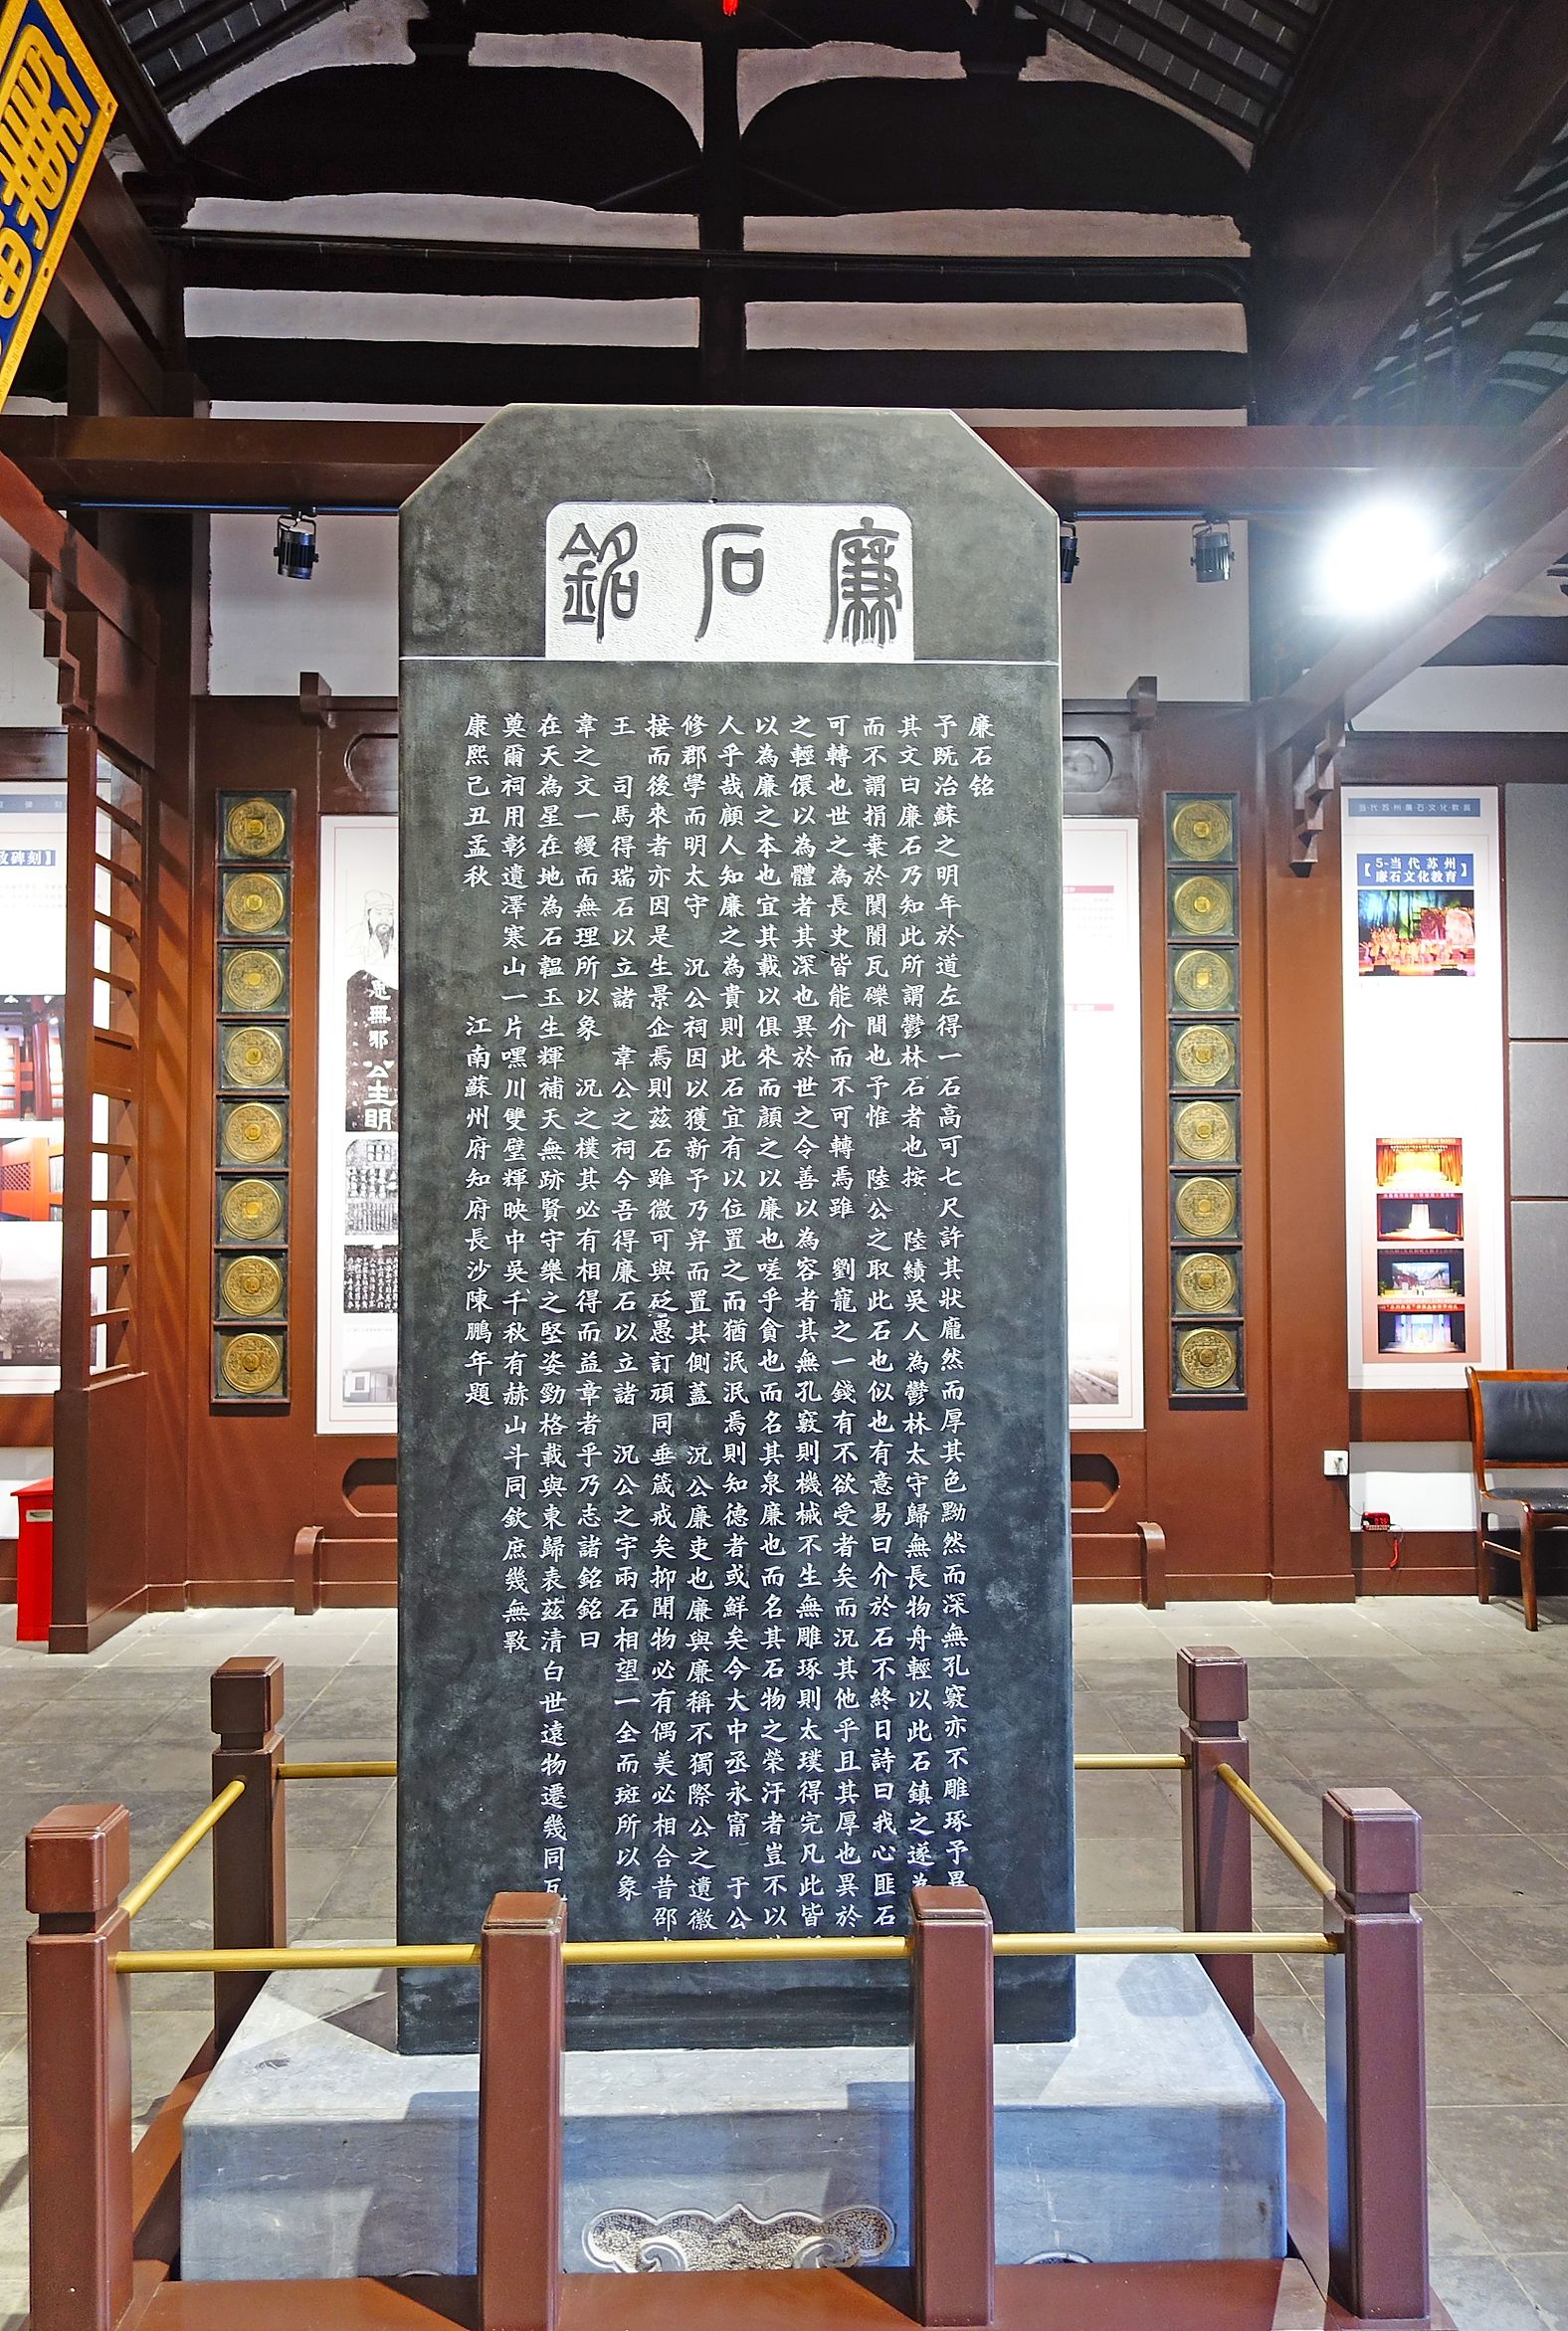 廉石銘
廉石銘
予既治蘇之明年於道左得一石高可七尺許其狀龐然而厚其色黝然而深無孔竅亦不雕琢予異
其文曰廉石乃知此所謂鬱林石者也按 陸績吳人為鬱林太守歸無長物舟輕以此石鎮之遂為
而不謂捐棄於闤闠瓦礫間也予惟 陸公之取此石也似也有意易曰介於石不終日詩曰我心匪石
可轉也世之為長史皆能介而不可轉焉雖 劉寵之一錢有不欲受者矣而況其他乎且其厚也異於
之輕儇以為體者其深也異於世之令善以為容者其無孔竅則機械不生無雕琢則太璞得完凡此皆
以為廉之本也宜其載以俱來而顏之以廉也嗟乎貪也而名其泉廉也而名其石物之榮汙者豈不以
人乎哉顧人知廉之為貴則此石宜有以位置之而猶泯泯焉則知德者或鮮矣今大中丞永甯 于公
修郡學而明太守 況公祠因以獲新予乃舁而置其側蓋 況公廉吏也廉與廉稱不獨際公之遺徽
接而後來者亦因是生景企焉則茲石雖微可與砭愚訂頑同垂箴戒矣抑聞物必有偶美必相合昔邵
王 司馬得瑞石以立諸 韋公之祠今吾得廉石以立諸 況公之宇兩石相望一全而斑所以象
韋之文一縵而無理所以象 況之樸其必有相得而益章者乎乃志諸銘銘曰
在天為星在地為石韞玉生輝補天無跡賢守樂之堅姿勁格載與東歸表茲清白世遠物遷幾同瓦
奠爾祠用彰遺澤寒山一片嘿川雙璧輝映中吳千秋有赫山斗同欽庶幾無斁
康熙己丑孟秋 江南蘇州府知府長沙陳鵬年題
碑刻】
思無邪
公生明
当代苏州廉石文化教育
【5-当代苏州
廉石文化教育】